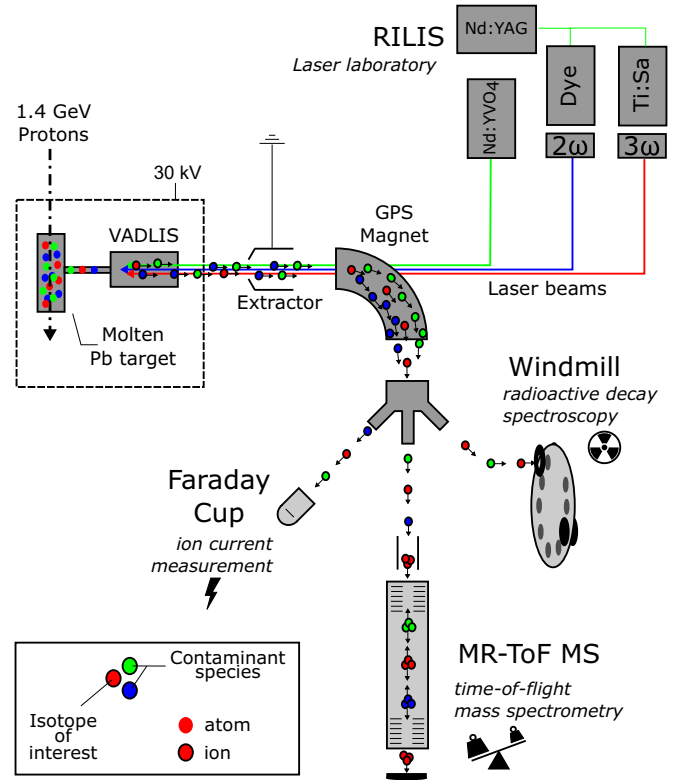 RILIS
Laser laboratory
Nd:YAG
Nd:YVO4
Dye
Ti:Sa
2ω
3ω
1.4 GeV
Protons
30 kV
VADLIS
Extractor
GPS
Magnet
Laser beams
Molten
Pb target
Windmill
radioactive decay
spectroscopy
Faraday
Cup
ion current
measurement
MR-ToF MS
time-of-flight
mass spectrometry
Contaminant
species
Isotope
of
interest
atom
ion